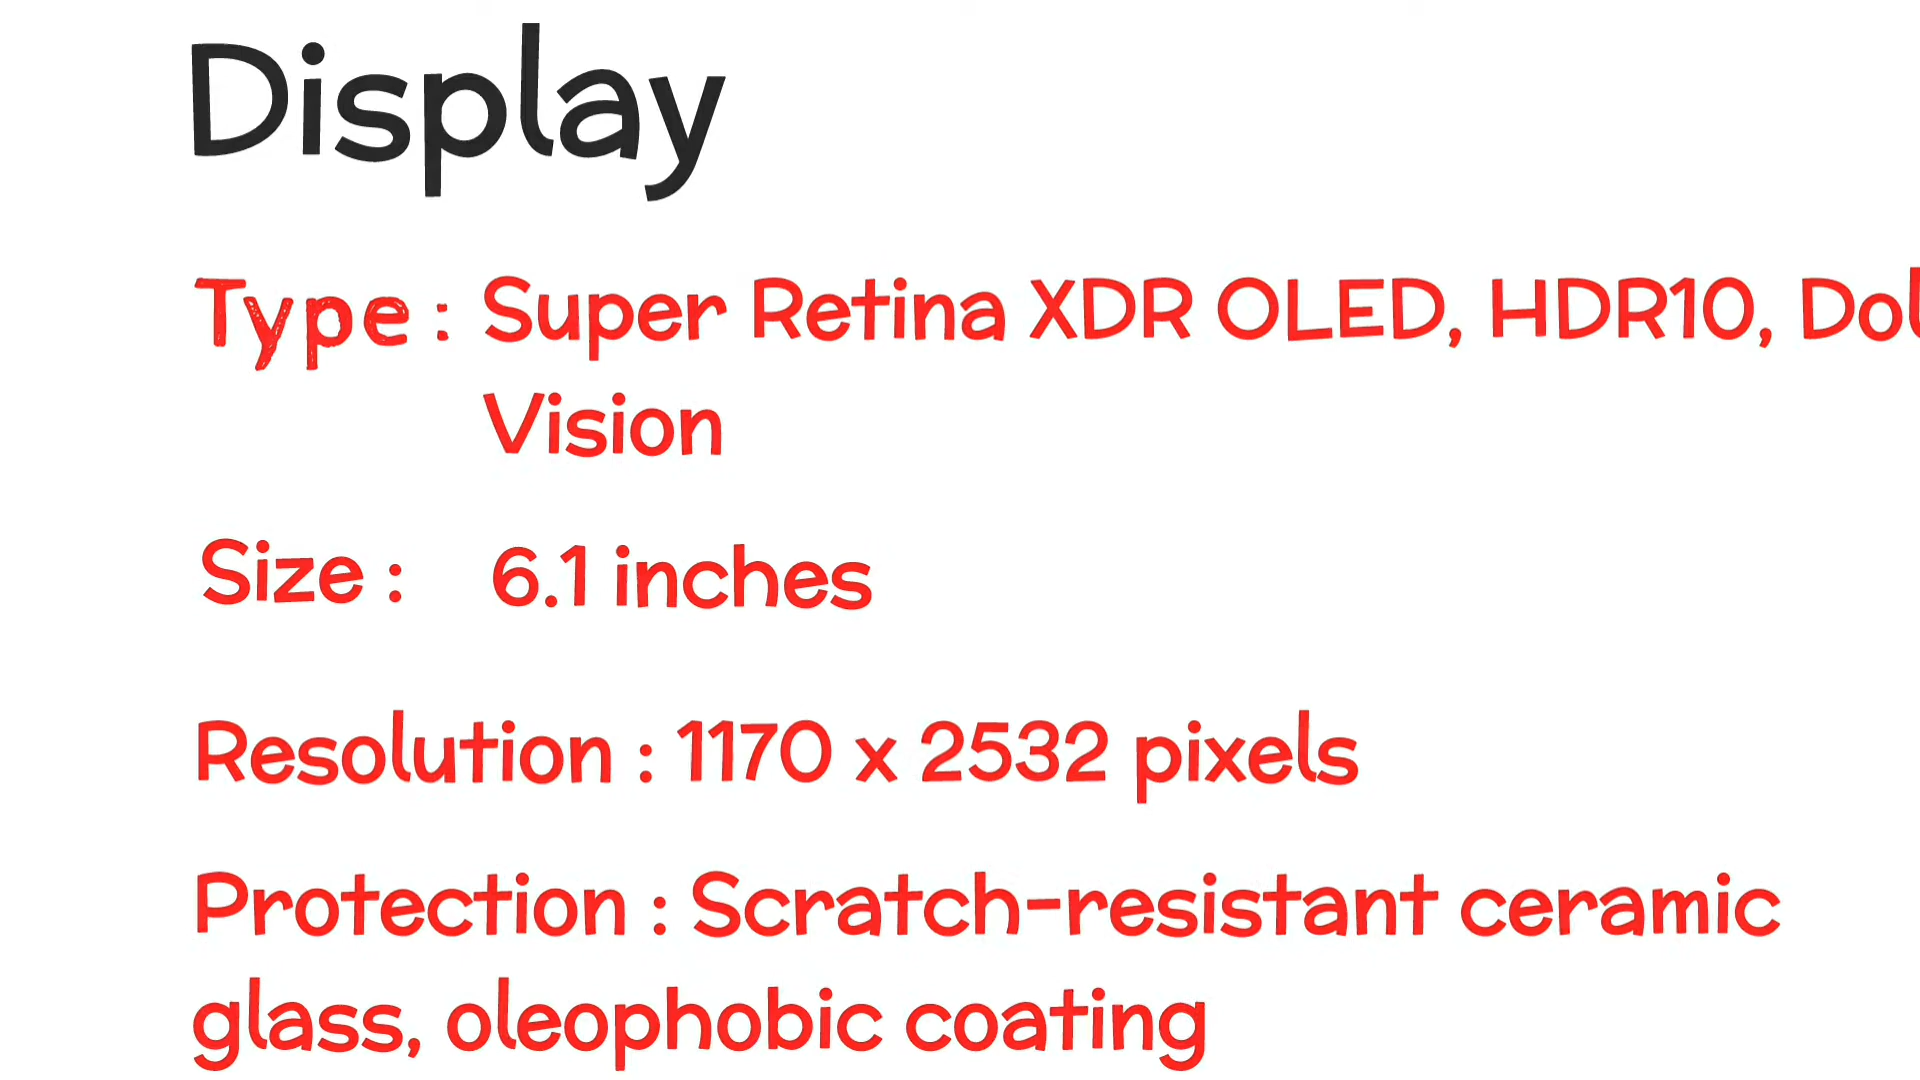 Display
Type : Super Retina XDR OLED, HDR10,
Vision
Size : 6.1 inches
Resolution : 1170 x 2532 pixels
Protection : Scratch-resistant ceramic
glass, oleophobic coating